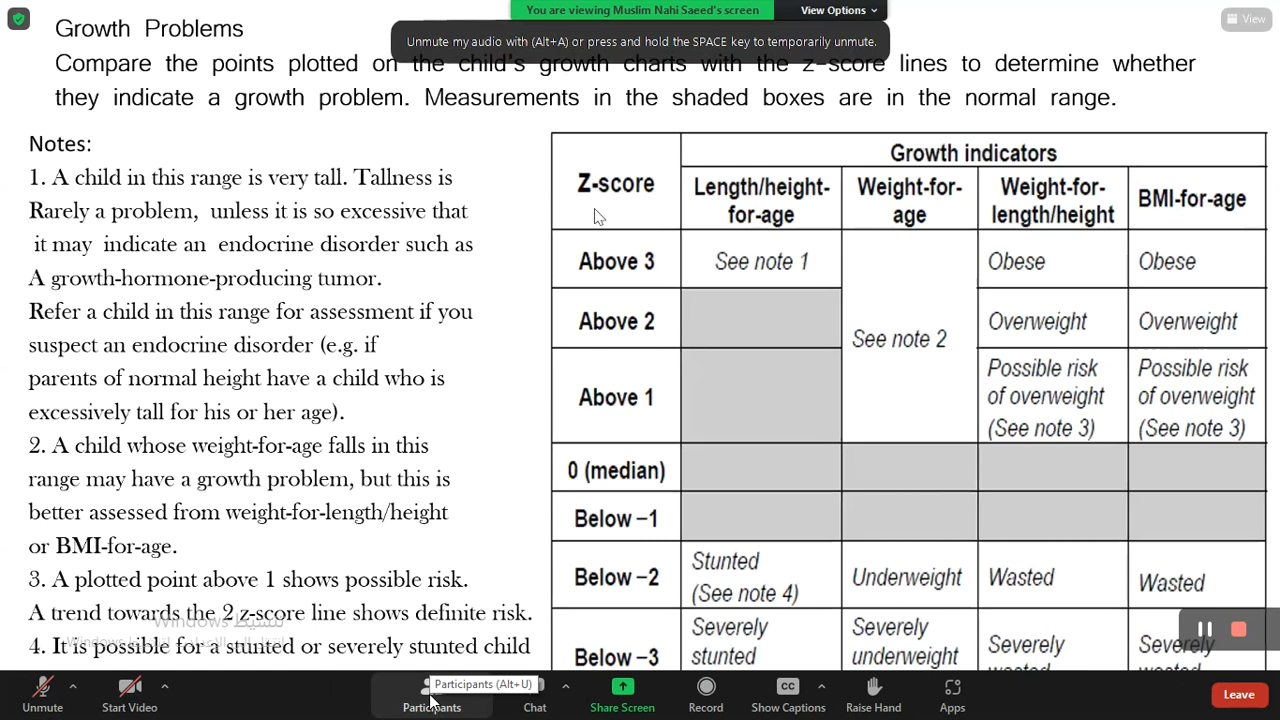 You are viewing Muslim Nahi Saeed's screen
View Options
View
Unmute my audio with (Alt+A) or press and hold the SPACE key to temporarily unmute.
Growth Problems
Compare the points plotted on the child's growth charts with the z-score lines to determine whether
they indicate a growth problem. Measurements in the shaded boxes are in the normal range.
Notes:
1. A child in this range is very tall. Tallness is
Rarely a problem, unless it is so excessive that
it may indicate an endocrine disorder such as
A growth-hormone-producing tumor.
Refer a child in this range for assessment if you
suspect an endocrine disorder (e.g. if
parents of normal height have a child who is
excessively tall for his or her age).
2. A child whose weight-for-age falls in this
range may have a growth problem, but this is
better assessed from weight-for-length/height
or BMI-for-age.
3. A plotted point above 1 shows possible risk.
A trend towards the 2 z-score line shows definite risk.
4. It is possible for a stunted or severely stunted child
Z-score
Growth indicators
Length/height-
for-age
Weight-for-
age
Weight-for-
length/height
BMI-for-age
Above 3
See note 1
See note 2
Obese
Obese
Above 2
Overweight
Overweight
Above 1
Possible risk
of overweight
(See note 3)
Possible risk
of overweight
(See note 3)
0 (median)
Below −1
Below −2
Stunted
(See note 4)
Underweight
Wasted
Wasted
Below −3
Severely
stunted
Severely
underweight
Severely
wasted
Severely
wasted
تنشيط Windows
Participants (Alt+U)
Unmute
Start Video
Participants
Chat
Share Screen
Record
CC
Show Captions
Raise Hand
Apps
Leave